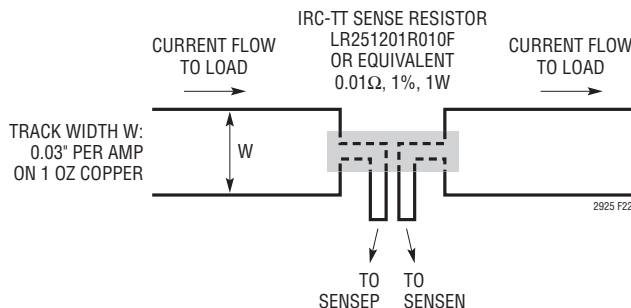 IRC-TT SENSE RESISTOR
LR251201R010F
OR EQUIVALENT
0.01Ω, 1%, 1W
CURRENT FLOW
TO LOAD
CURRENT FLOW
TO LOAD
TRACK WIDTH W:
0.03" PER AMP
ON 1 OZ COPPER
W
2925 F22
TO
SENSEP
TO
SENSEN